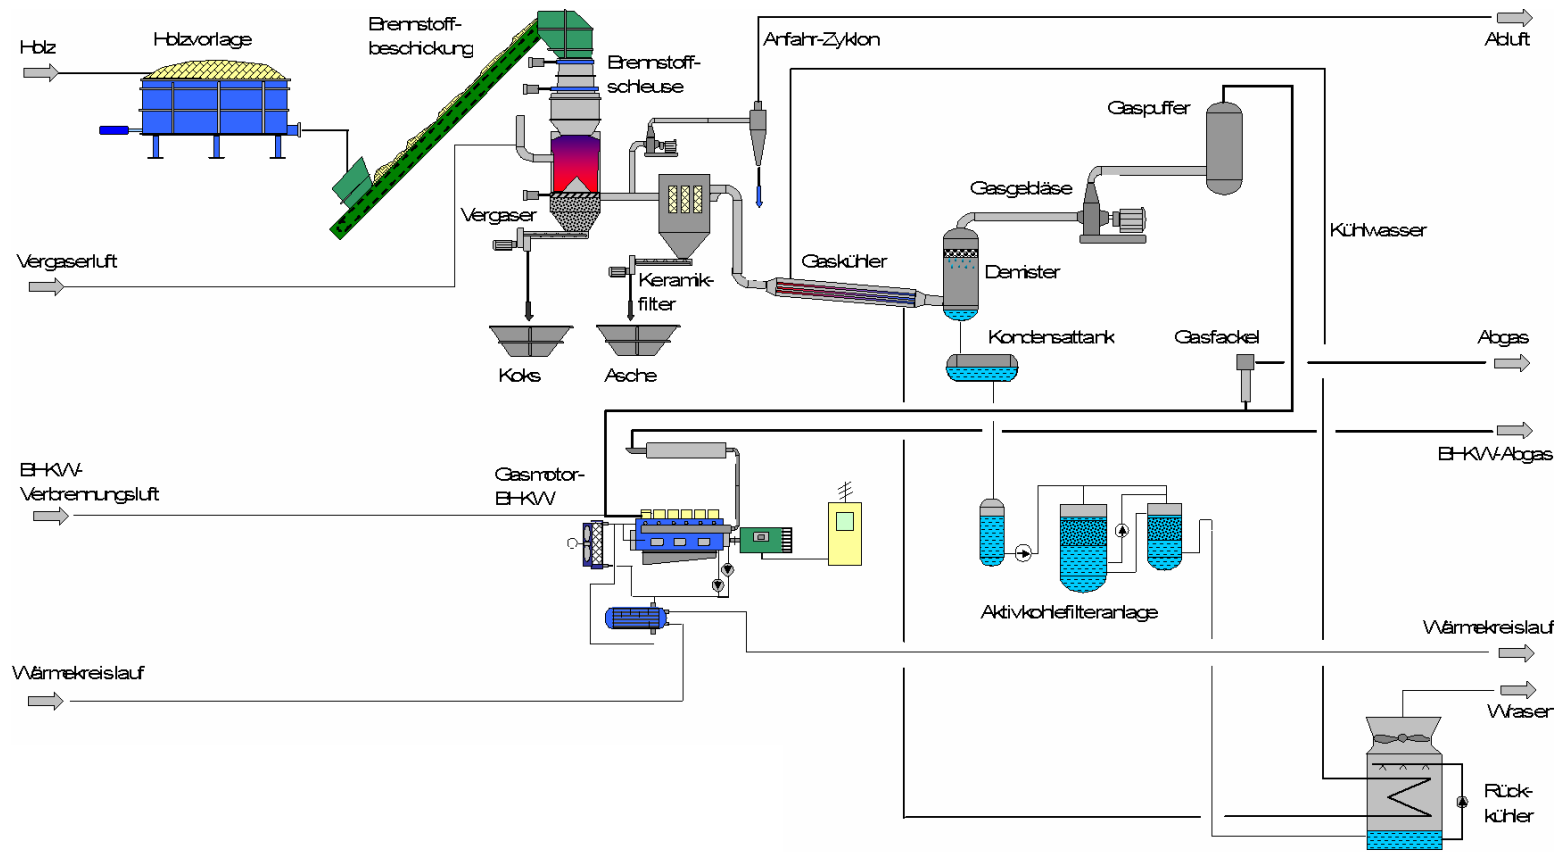 Holz
Holzvorlage
Brennstoff-
beschickung
Brennstoff-
schleuse
Anfahr-Zyklon
Abluft
Gaspuffer
Gasgebläse
Vergaser
Kühlwasser
Vergaserluft
Gaskühler
Demister
Keramik-
filter
Kondensattank
Gasfackel
Abgas
Koks
Asche
BHKW-
Verbrennungsluft
Gasmotor-
BHKW
BHKW-Abgas
Aktivkohlefilteranlage
Wärmekreislauf
Wärmekreislauf
Wrasen
Rück-
kühler